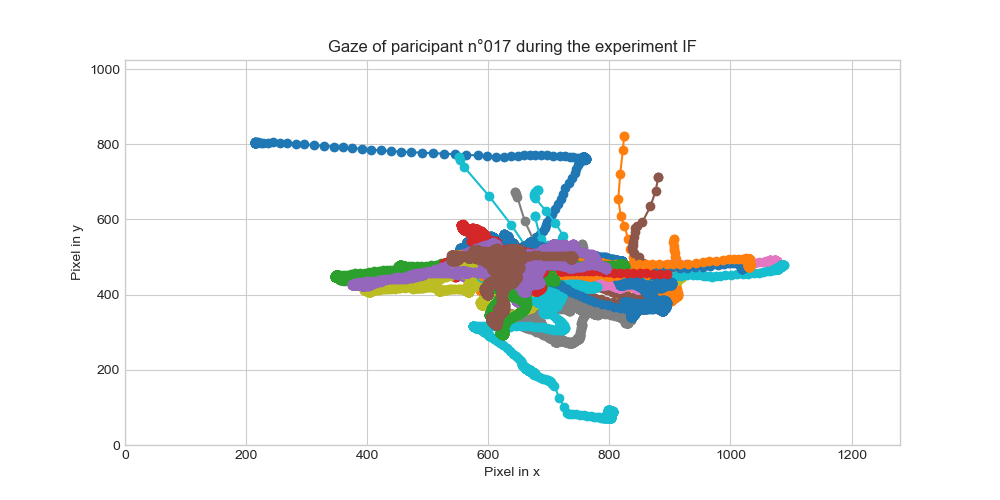 Gaze of paricipant n°017 during the experiment IF
1000
800
600
400
200
0
Pixel in y
0 200 400 600 800 1000 1200
Pixel in x